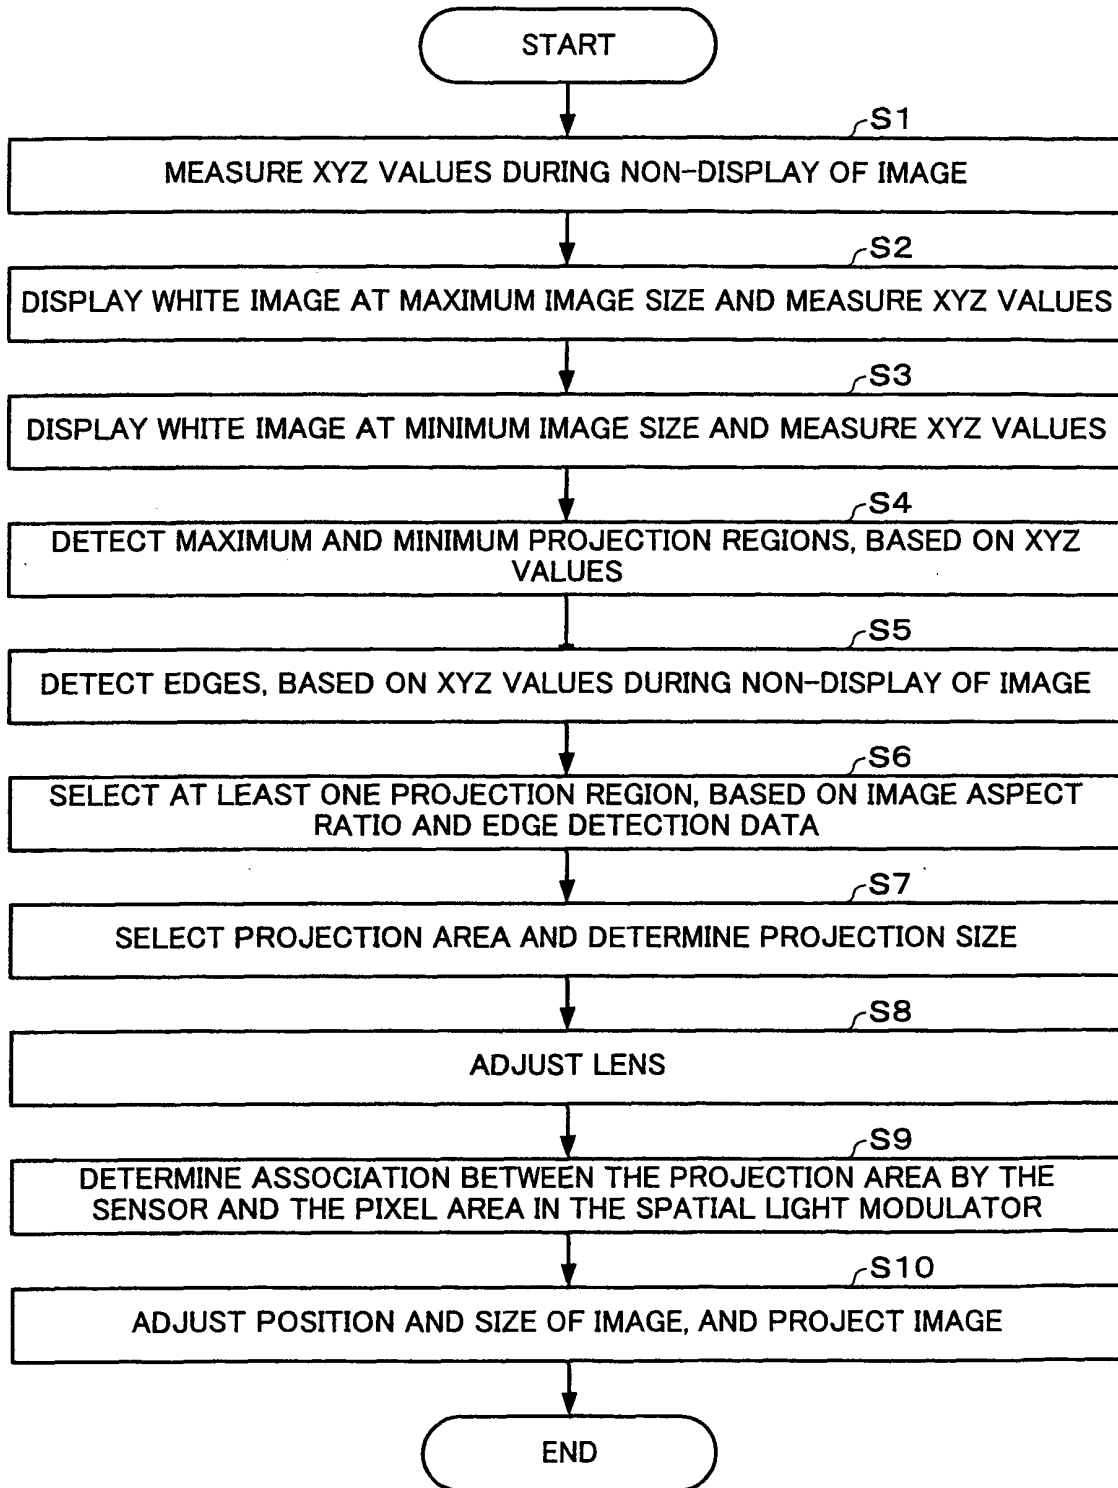 START
S1
MEASURE XYZ VALUES DURING NON-DISPLAY OF IMAGE
S2
DISPLAY WHITE IMAGE AT MAXIMUM IMAGE SIZE AND MEASURE XYZ VALUES
S3
DISPLAY WHITE IMAGE AT MINIMUM IMAGE SIZE AND MEASURE XYZ VALUES
S4
DETECT MAXIMUM AND MINIMUM PROJECTION REGIONS, BASED ON XYZ
VALUES
S5
DETECT EDGES, BASED ON XYZ VALUES DURING NON-DISPLAY OF IMAGE
S6
SELECT AT LEAST ONE PROJECTION REGION, BASED ON IMAGE ASPECT
RATIO AND EDGE DETECTION DATA
S7
SELECT PROJECTION AREA AND DETERMINE PROJECTION SIZE
S8
ADJUST LENS
S9
DETERMINE ASSOCIATION BETWEEN THE PROJECTION AREA BY THE
SENSOR AND THE PIXEL AREA IN THE SPATIAL LIGHT MODULATOR
S10
ADJUST POSITION AND SIZE OF IMAGE, AND PROJECT IMAGE
END